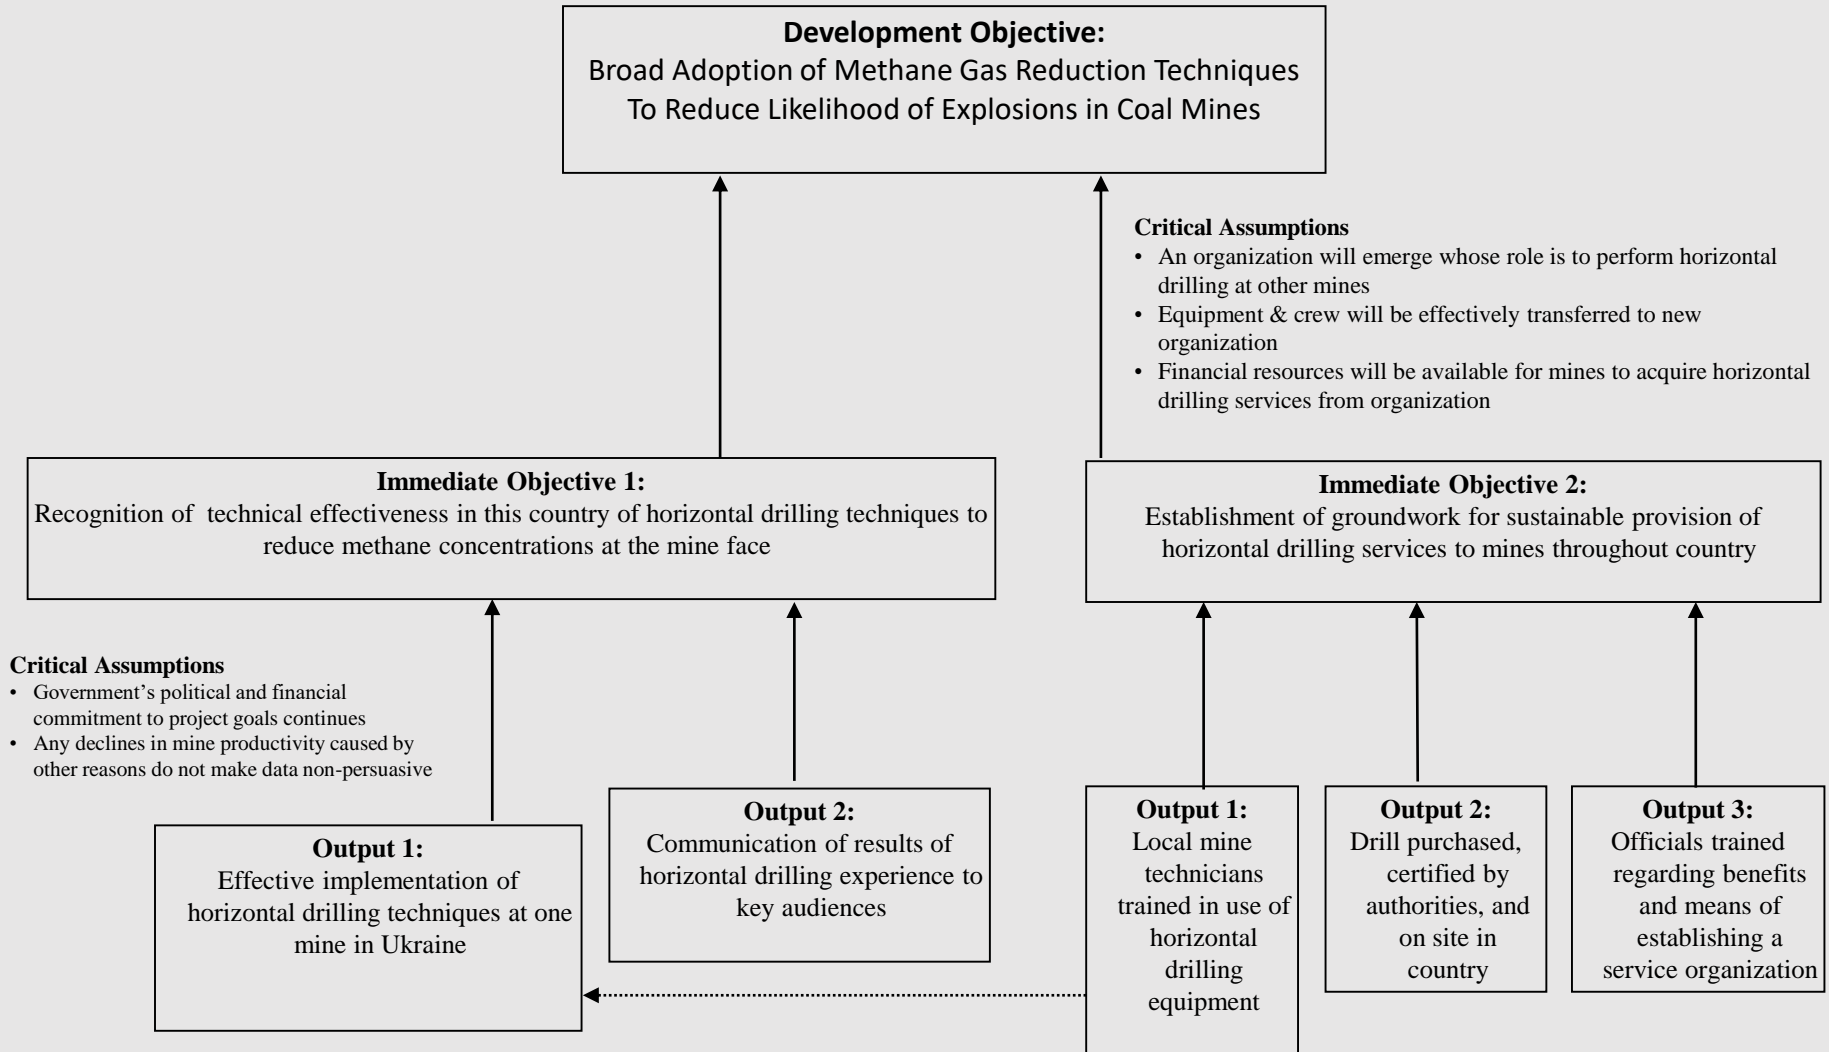 Development Objective:
Broad Adoption of Methane Gas Reduction Techniques
To Reduce Likelihood of Explosions in Coal Mines
Critical Assumptions
• An organization will emerge whose role is to perform horizontal
drilling at other mines
• Equipment & crew will be effectively transferred to new
organization
• Financial resources will be available for mines to acquire horizontal
drilling services from organization
Immediate Objective 1:
Recognition of technical effectiveness in this country of horizontal drilling techniques to
reduce methane concentrations at the mine face
Immediate Objective 2:
Establishment of groundwork for sustainable provision of
horizontal drilling services to mines throughout country
Critical Assumptions
• Government’s political and financial
commitment to project goals continues
• Any declines in mine productivity caused by
other reasons do not make data non-persuasive
Output 1:
Effective implementation of
horizontal drilling techniques at one
mine in Ukraine
Output 2:
Communication of results of
horizontal drilling experience to
key audiences
Output 1:
Local mine
technicians
trained in use of
horizontal
drilling
equipment
Output 2:
Drill purchased,
certified by
authorities, and
on site in
country
Output 3:
Officials trained
regarding benefits
and means of
establishing a
service organization